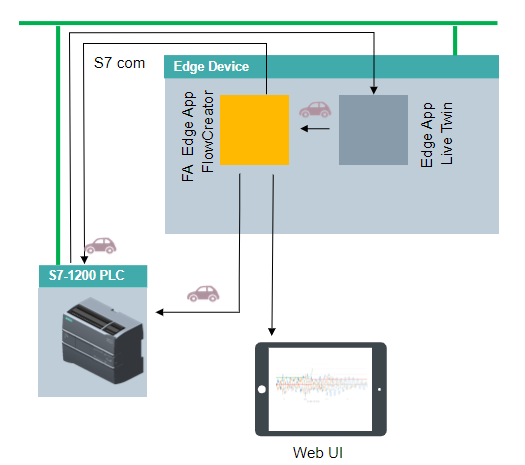 S7 com
Edge Device
FA Edge App
FlowCreator
Edge App
Live Twin
S7-1200 PLC
Web UI